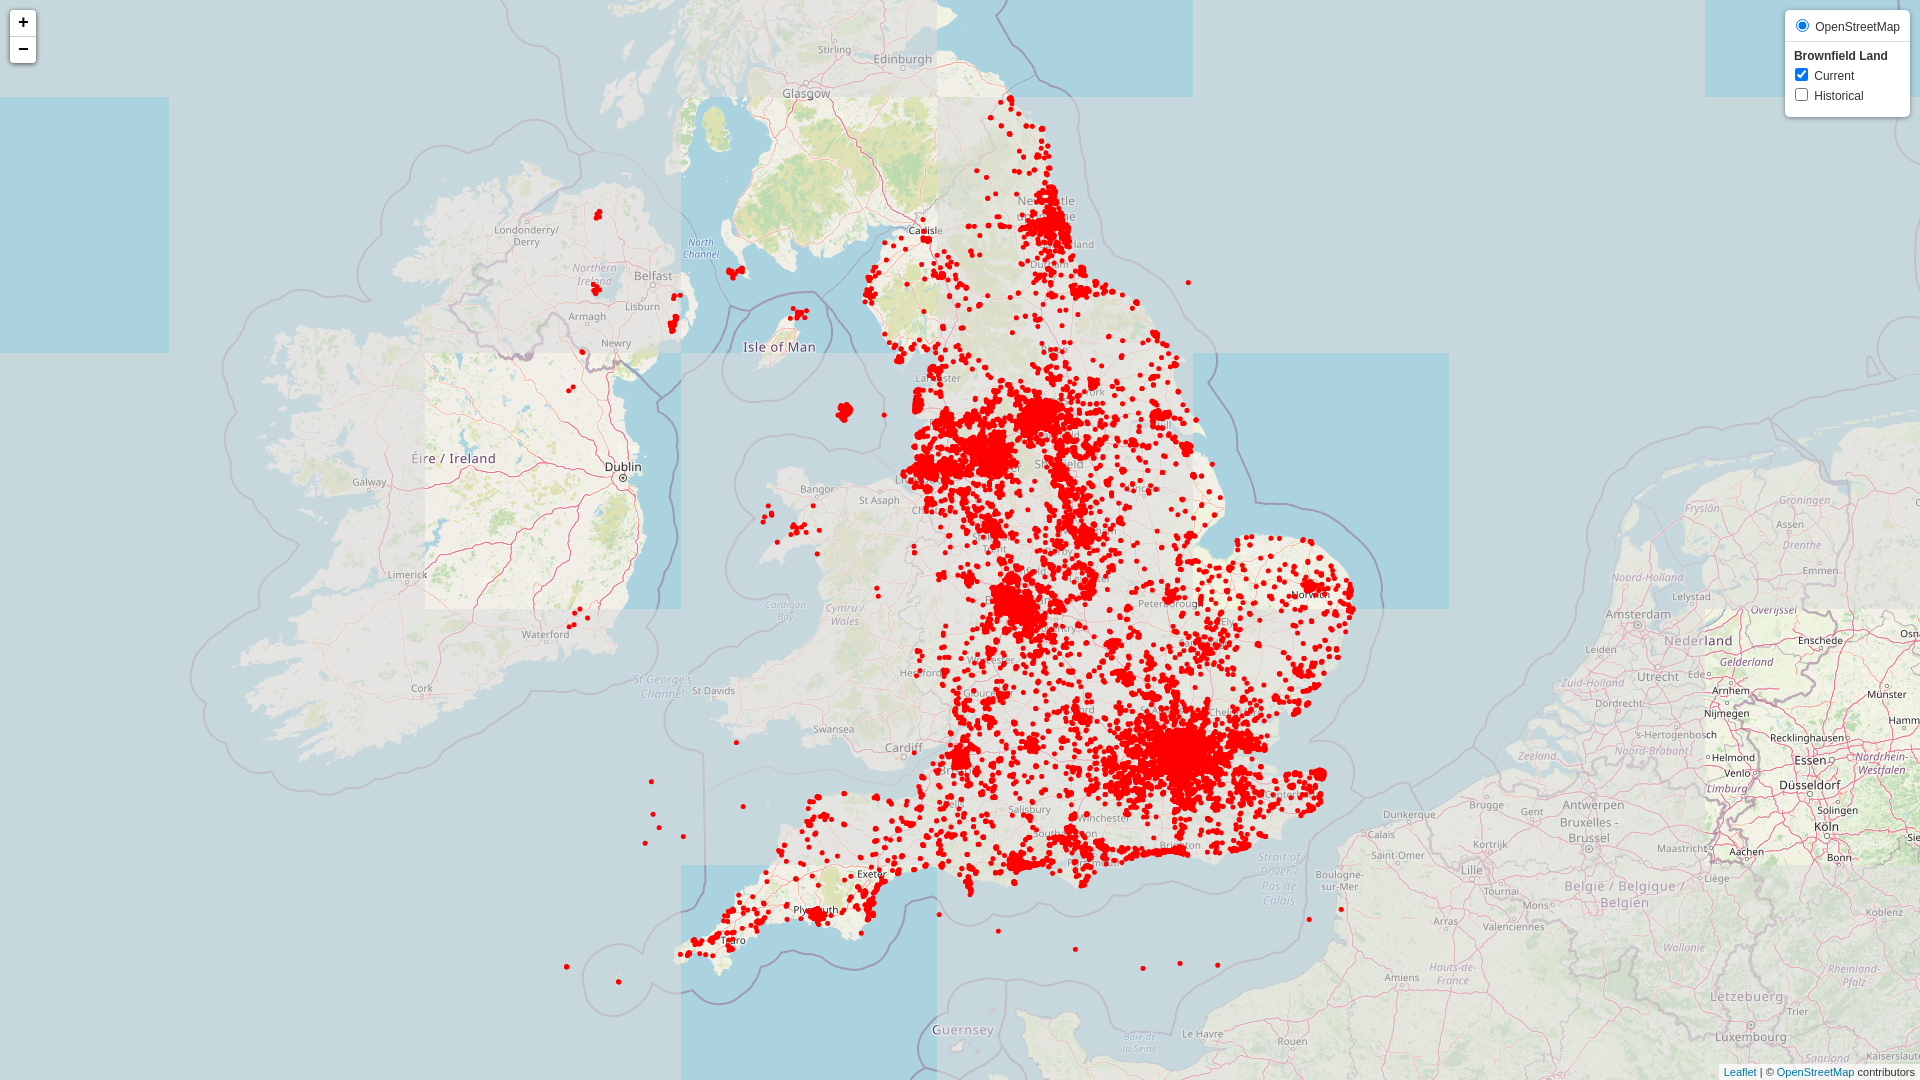 +
−
OpenStreetMap
Brownfield Land
Current
Historical
Stirling
Edinburgh
Glasgow
Londonderry/
Derry
North
Channel
Carlisle
Northern
Ireland
Belfast
Lisburn
Armagh
Newry
Isle of Man
Éire / Ireland
Dublin
Galway
Bangor
St Asaph
Limerick
Waterford
Cork
Cardigan
Bay
Cymru /
Wales
Peterborough
Norwich
Ely
St George's
Channel
St Davids
Swansea
Cardiff
Salisbury
Winchester
Brighton
Exeter
Plymouth
Truro
Guernsey
Strait of
Dover /
Pas de
Calais
Dunkerque
Calais
Boulogne-
sur-Mer
Brugge
Gent
Antwerpen
Bruxelles -
Brussel
Kortrijk
Lille
Tournai
Mons
Arras
Valenciennes
Amiens
Hauts-de-
France
Le Havre
Rouen
Baie de
la Seine
België / Belgique /
Belgien
Maastricht
Liège
Wallonie
Aachen
Köln
Bonn
Koblenz
Rheinland-
Pfalz
Lëtzebuerg
Trier
Luxembourg
Saarland
Kaiserslaute
Groningen
Fryslân
Assen
Drenthe
Emmen
Noord-Holland
Lelystad
Overijssel
Amsterdam
Nederland
Enschede
Osna
Leiden
Gelderland
Utrecht
Ede
Zuid-Holland
Arnhem
Münster
Dordrecht
Nijmegen
Hamm
's-Hertogenbosch
Noord-Brabant
Zeeland
Helmond
Venlo
Limburg
Recklinghausen
Essen
Nordrhein-
Westfalen
Düsseldorf
Solingen
Sie
Leaflet | © OpenStreetMap contributors